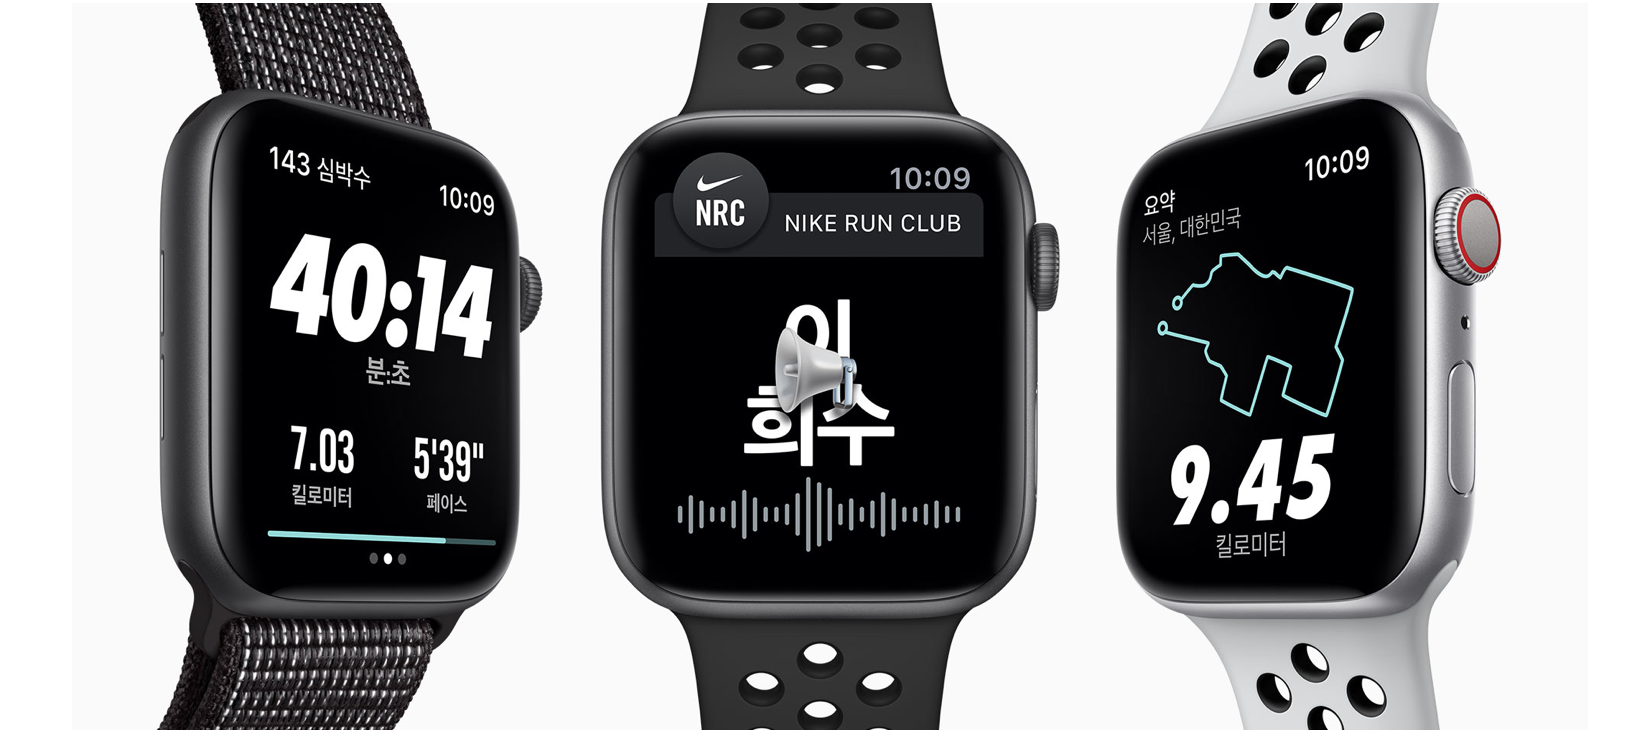 143 심박수
10:09
40:14
분:초
7.03
킬로미터
5'39"
페이스
10:09
NRC
NIKE RUN CLUB
이
희수
10:09
요약
서울, 대한민국
9.45
킬로미터